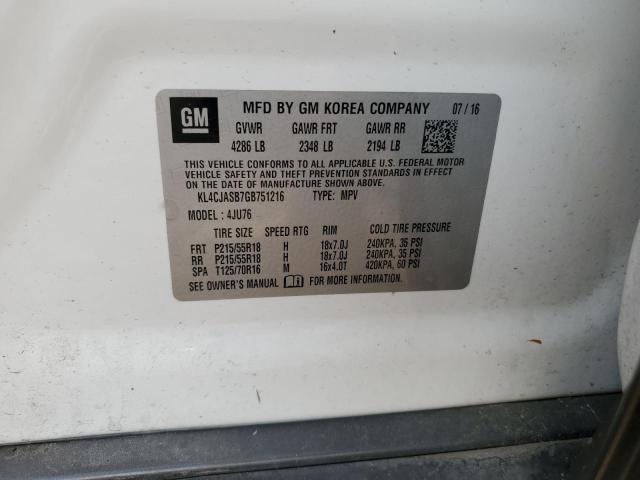 GM MFD BY GM KOREA COMPANY 07 / 16
GVWR GAWR FRT GAWR RR
4286 LB 2348 LB 2194 LB
THIS VEHICLE CONFORMS TO ALL APPLICABLE U.S. FEDERAL MOTOR
VEHICLE SAFETY AND THEFT PREVENTION STANDARDS IN EFFECT
ON THE DATE OF MANUFACTURE SHOWN ABOVE.
KL4CJASB7GB751216 TYPE: MPV
MODEL : 4JU76
TIRE SIZE SPEED RTG RIM COLD TIRE PRESSURE
FRT P215/55R18 H 18x7.0J 240KPA, 35 PSI
RR P215/55R18 H 18x7.0J 240KPA, 35 PSI
SPA T125/70R16 M 16x4.0T 420KPA, 60 PSI
SEE OWNER'S MANUAL FOR MORE INFORMATION.